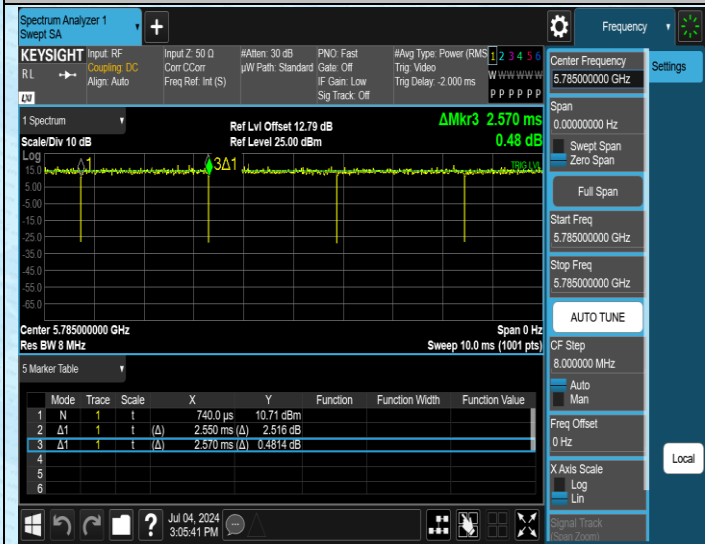 Spectrum Analyzer 1
Swept SA
+
Frequency
KEYSIGHT
RL
LXI
Input: RF
Coupling: DC
Align: Auto
Input Z: 50 Ω
Corr CCorr
Freq Ref: Int (S)
#Atten: 30 dB
µW Path: Standard
PNO: Fast
Gate: Off
IF Gain: Low
Sig Track: Off
#Avg Type: Power (RMS
Trig: Video
Trig Delay: -2.000 ms
1 2 3 4 5 6
W W W W W W
P P P P P P
1 Spectrum
Scale/Div 10 dB
Ref Lvl Offset 12.79 dB
Ref Level 25.00 dBm
ΔMkr3 2.570 ms
0.48 dB
Log
15.0
5.00
-5.00
-15.0
-25.0
-35.0
-45.0
-55.0
-65.0
Δ1
3Δ1
TRIG LVL
Center 5.785000000 GHz
Res BW 8 MHz
Span 0 Hz
Sweep 10.0 ms (1001 pts)
5 Marker Table
Mode Trace Scale X Y Function Function Width Function Value
1 N 1 t 740.0 µs 10.71 dBm
2 Δ1 1 t (Δ) 2.550 ms (Δ) 2.516 dB
3 Δ1 1 t (Δ) 2.570 ms (Δ) 0.4814 dB
4
5
6
?
Jul 04, 2024
3:05:41 PM
Center Frequency
5.785000000 GHz
Settings
Span
0.00000000 Hz
Swept Span
Zero Span
Full Span
Start Freq
5.785000000 GHz
Stop Freq
5.785000000 GHz
AUTO TUNE
CF Step
8.000000 MHz
Auto
Man
Freq Offset
0 Hz
X Axis Scale
Log
Lin
Signal Track
(Span Zoom)
Local